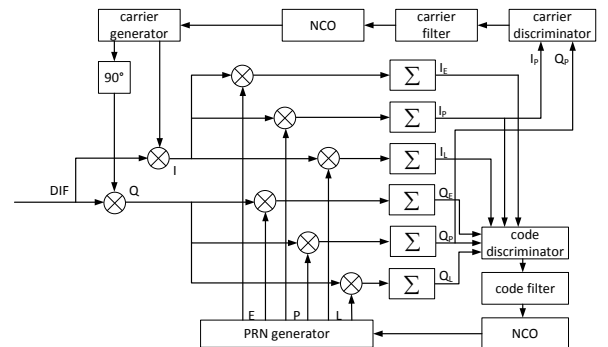 carrier
generator
NCO
carrier
filter
carrier
discriminator
90°
∑
I_E
I_P
Q_P
∑
I_P
∑
I_L
I
DIF
Q
∑
Q_E
∑
Q_P
code
discriminator
∑
Q_L
code filter
E
P
L
PRN generator
NCO